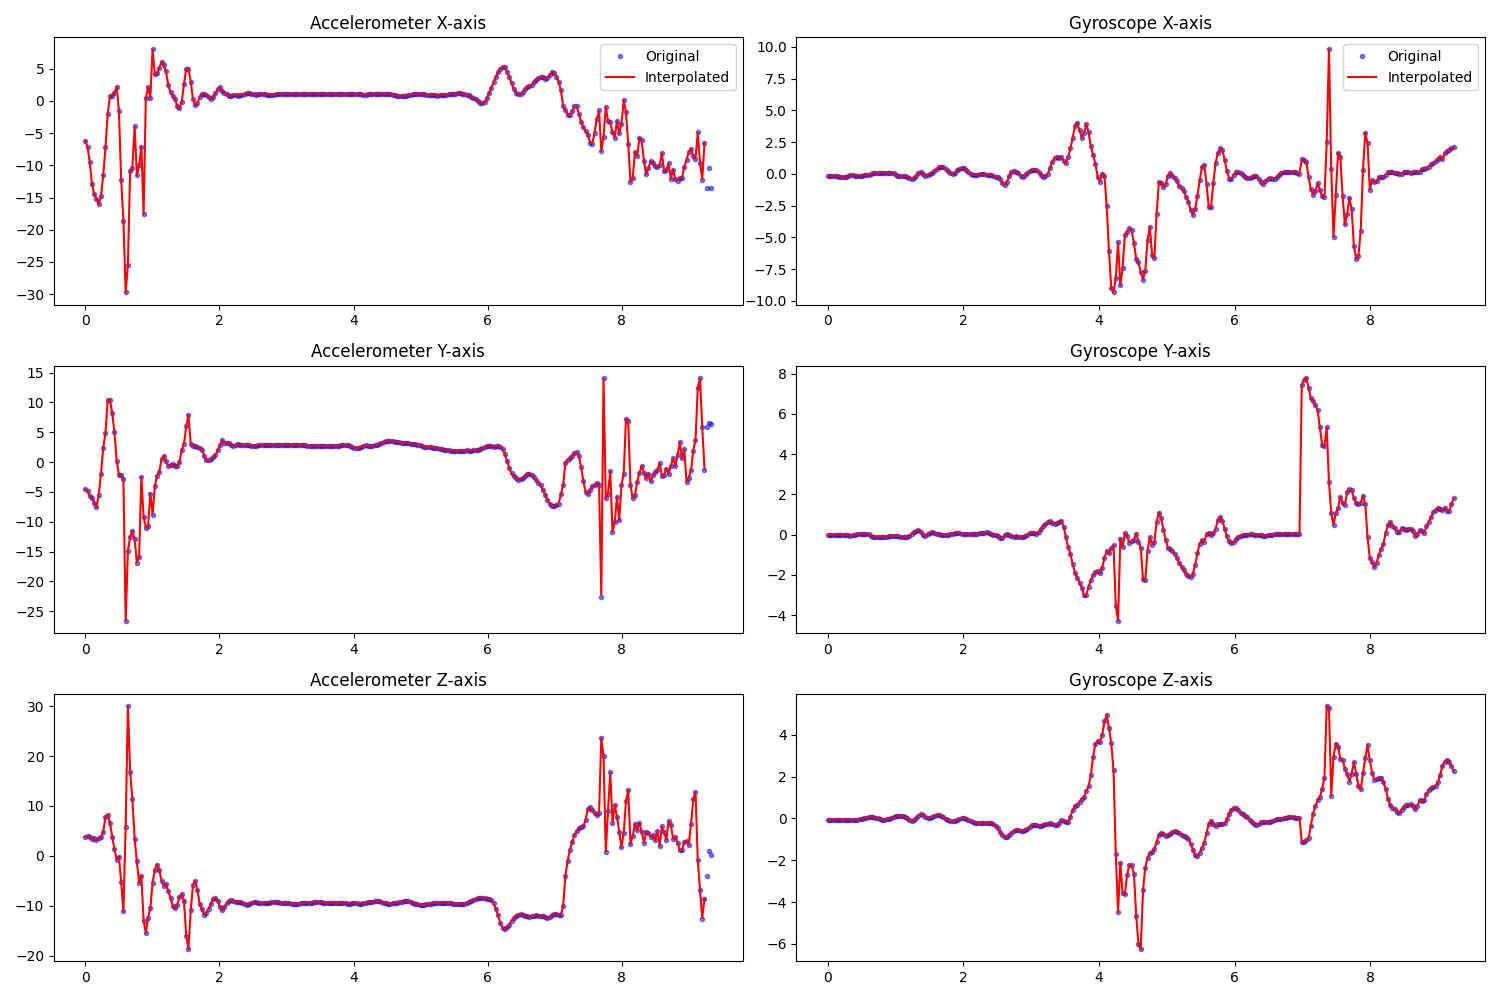 Accelerometer X-axis
5
0
−5
−10
−15
−20
−25
−30
0 2 4 6 8
Original
Interpolated
Gyroscope X-axis
10.0
7.5
5.0
2.5
0.0
−2.5
−5.0
−7.5
−10.0
0 2 4 6 8
Original
Interpolated
Accelerometer Y-axis
15
10
5
0
−5
−10
−15
−20
−25
0 2 4 6 8
Gyroscope Y-axis
8
6
4
2
0
−2
−4
0 2 4 6 8
Accelerometer Z-axis
30
20
10
0
−10
−20
0 2 4 6 8
Gyroscope Z-axis
4
2
0
−2
−4
−6
0 2 4 6 8